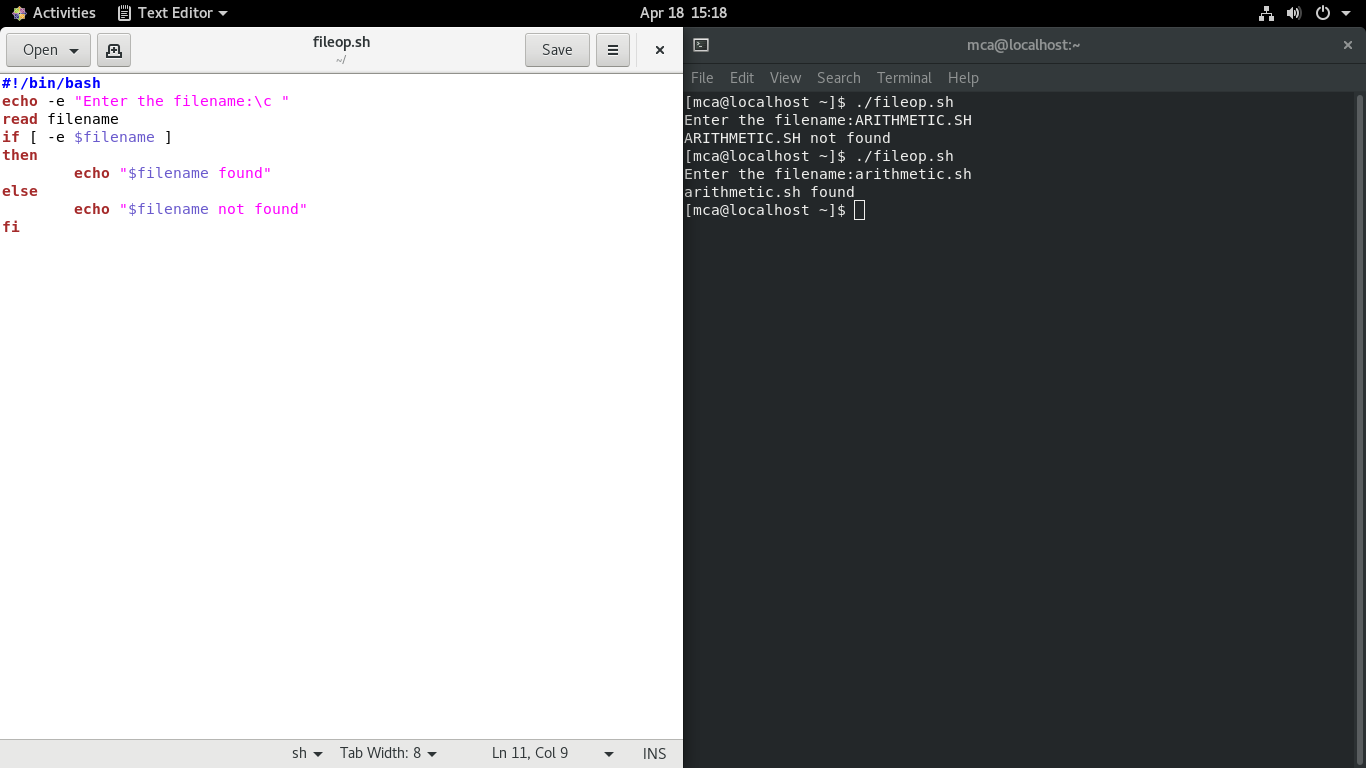 Activities Text Editor Apr 18 15:18
Open fileop.sh Save
~/
#!/bin/bash
echo -e "Enter the filename:\c "
read filename
if [ -e $filename ]
then
        echo "$filename found"
else
        echo "$filename not found"
fi
sh Tab Width: 8 Ln 11, Col 9 INS
mca@localhost:~
File Edit View Search Terminal Help
[mca@localhost ~]$ ./fileop.sh
Enter the filename:ARITHMETIC.SH
ARITHMETIC.SH not found
[mca@localhost ~]$ ./fileop.sh
Enter the filename:arithmetic.sh
arithmetic.sh found
[mca@localhost ~]$